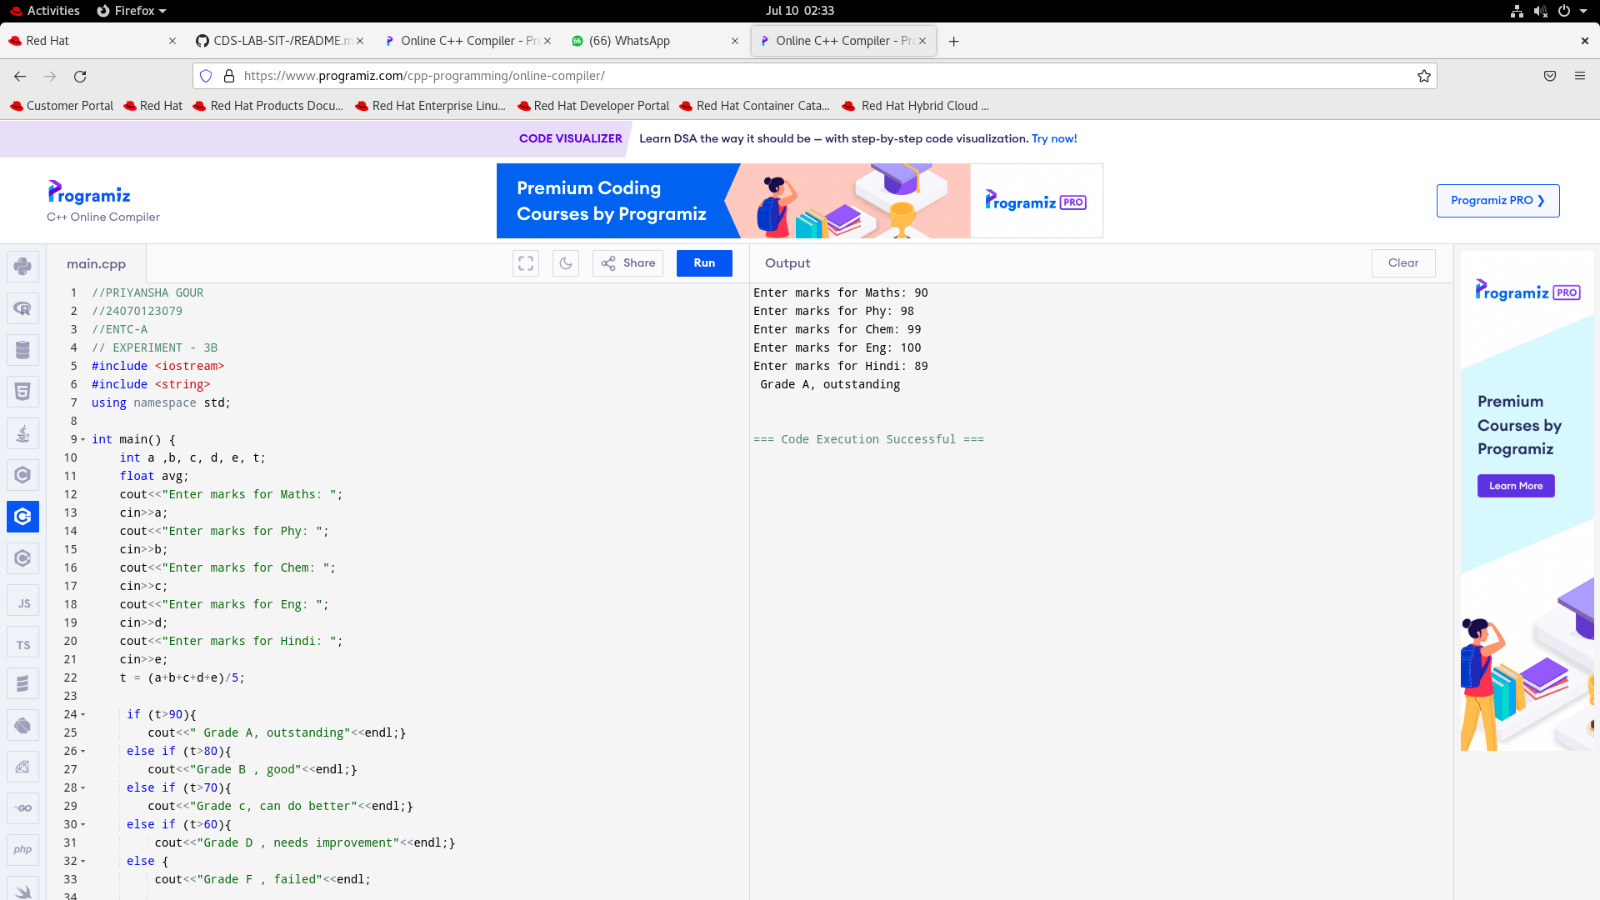 Activities Firefox Jul 10 02:33
Red Hat CDS-LAB-SIT-/README.m Online C++ Compiler - Pr (66) WhatsApp Online C++ Compiler - Pr
https://www.programiz.com/cpp-programming/online-compiler/
Customer Portal Red Hat Red Hat Products Docu... Red Hat Enterprise Linu... Red Hat Developer Portal Red Hat Container Cata... Red Hat Hybrid Cloud ...
CODE VISUALIZER Learn DSA the way it should be — with step-by-step code visualization. Try now!
Programiz
C++ Online Compiler
Premium Coding
Courses by Programiz
Programiz PRO
Programiz PRO ❯
main.cpp Share Run
1 //PRIYANSHA GOUR
2 //24070123079
3 //ENTC-A
4 // EXPERIMENT - 3B
5 #include <iostream>
6 #include <string>
7 using namespace std;
8
9 int main() {
10 int a ,b, c, d, e, t;
11 float avg;
12 cout<<"Enter marks for Maths: ";
13 cin>>a;
14 cout<<"Enter marks for Phy: ";
15 cin>>b;
16 cout<<"Enter marks for Chem: ";
17 cin>>c;
18 cout<<"Enter marks for Eng: ";
19 cin>>d;
20 cout<<"Enter marks for Hindi: ";
21 cin>>e;
22 t = (a+b+c+d+e)/5;
23
24 if (t>90){
25 cout<<" Grade A, outstanding"<<endl;}
26 else if (t>80){
27 cout<<"Grade B , good"<<endl;}
28 else if (t>70){
29 cout<<"Grade c, can do better"<<endl;}
30 else if (t>60){
31 cout<<"Grade D , needs improvement"<<endl;}
32 else {
33 cout<<"Grade F , failed"<<endl;
34
Output Clear
Enter marks for Maths: 90
Enter marks for Phy: 98
Enter marks for Chem: 99
Enter marks for Eng: 100
Enter marks for Hindi: 89
Grade A, outstanding
=== Code Execution Successful ===
JS
TS
GO
php
Programiz PRO
Premium
Courses by
Programiz
Learn More